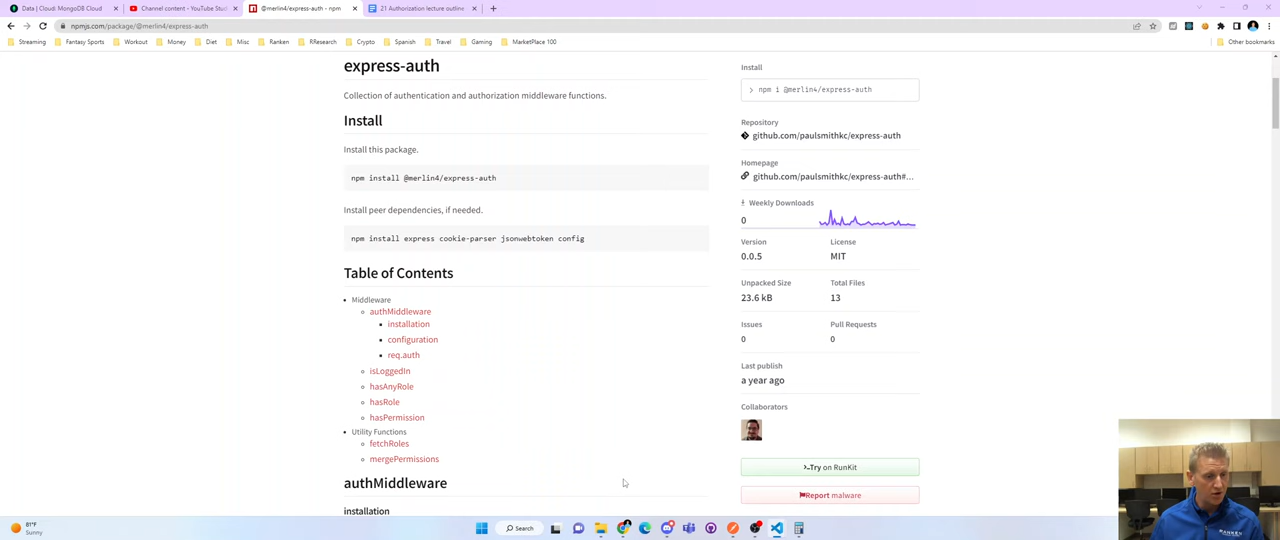 Data | Cloud: MongoDB Cloud
Channel content - YouTube Stu
@merlin4/express-auth - npm
21 Authorization lecture outline
npmjs.com/package/@merlin4/express-auth
Streaming
Fantasy Sports
Workout
Money
Diet
Misc
Ranken
RResearch
Crypto
Spanish
Travel
Gaming
MarketPlace 100
Other bookmarks
express-auth
Collection of authentication and authorization middleware functions.
Install
Install this package.
npm install @merlin4/express-auth
Install peer dependencies, if needed.
npm install express cookie-parser jsonwebtoken config
Table of Contents
Middleware
authMiddleware
installation
configuration
req.auth
isLoggedIn
hasAnyRole
hasRole
hasPermission
Utility Functions
fetchRoles
mergePermissions
authMiddleware
installation
Install
> npm i @merlin4/express-auth
Repository
github.com/paulsmithkc/express-auth
Homepage
github.com/paulsmithkc/express-auth#...
Weekly Downloads
0
Version
License
0.0.5
MIT
Unpacked Size
Total Files
23.6 kB
13
Issues
Pull Requests
0
0
Last publish
a year ago
Collaborators
Try on RunKit
Report malware
81°F
Sunny
Search
RANKEN